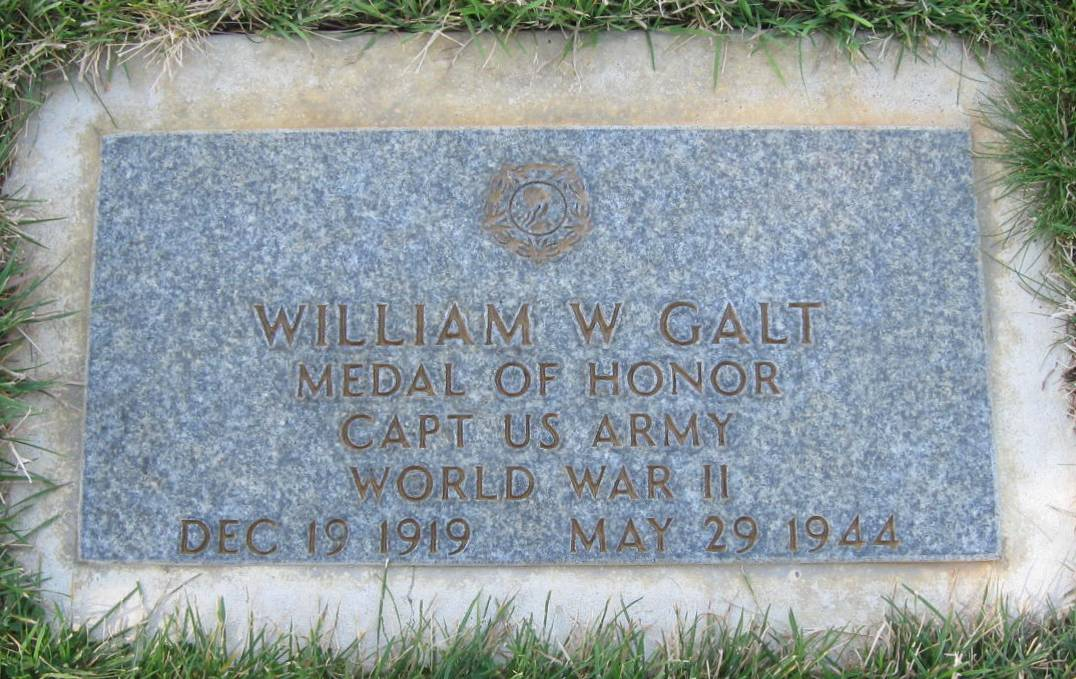 WILLIAM W GALT
MEDAL OF HONOR
CAPT US ARMY
WORLD WAR II
DEC 19 1919 MAY 29 1944